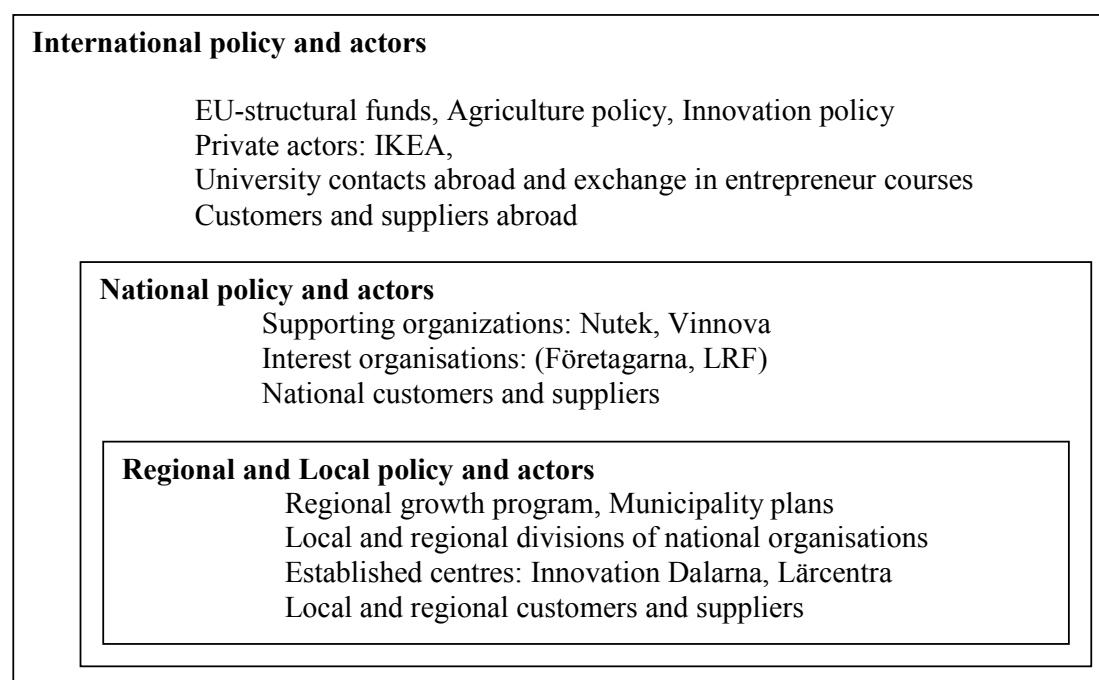 International policy and actors
EU-structural funds, Agriculture policy, Innovation policy
Private actors: IKEA,
University contacts abroad and exchange in entrepreneur courses
Customers and suppliers abroad
National policy and actors
Supporting organizations: Nutek, Vinnova
Interest organisations: (Företagarna, LRF)
National customers and suppliers
Regional and Local policy and actors
Regional growth program, Municipality plans
Local and regional divisions of national organisations
Established centres: Innovation Dalarna, Lärcentra
Local and regional customers and suppliers